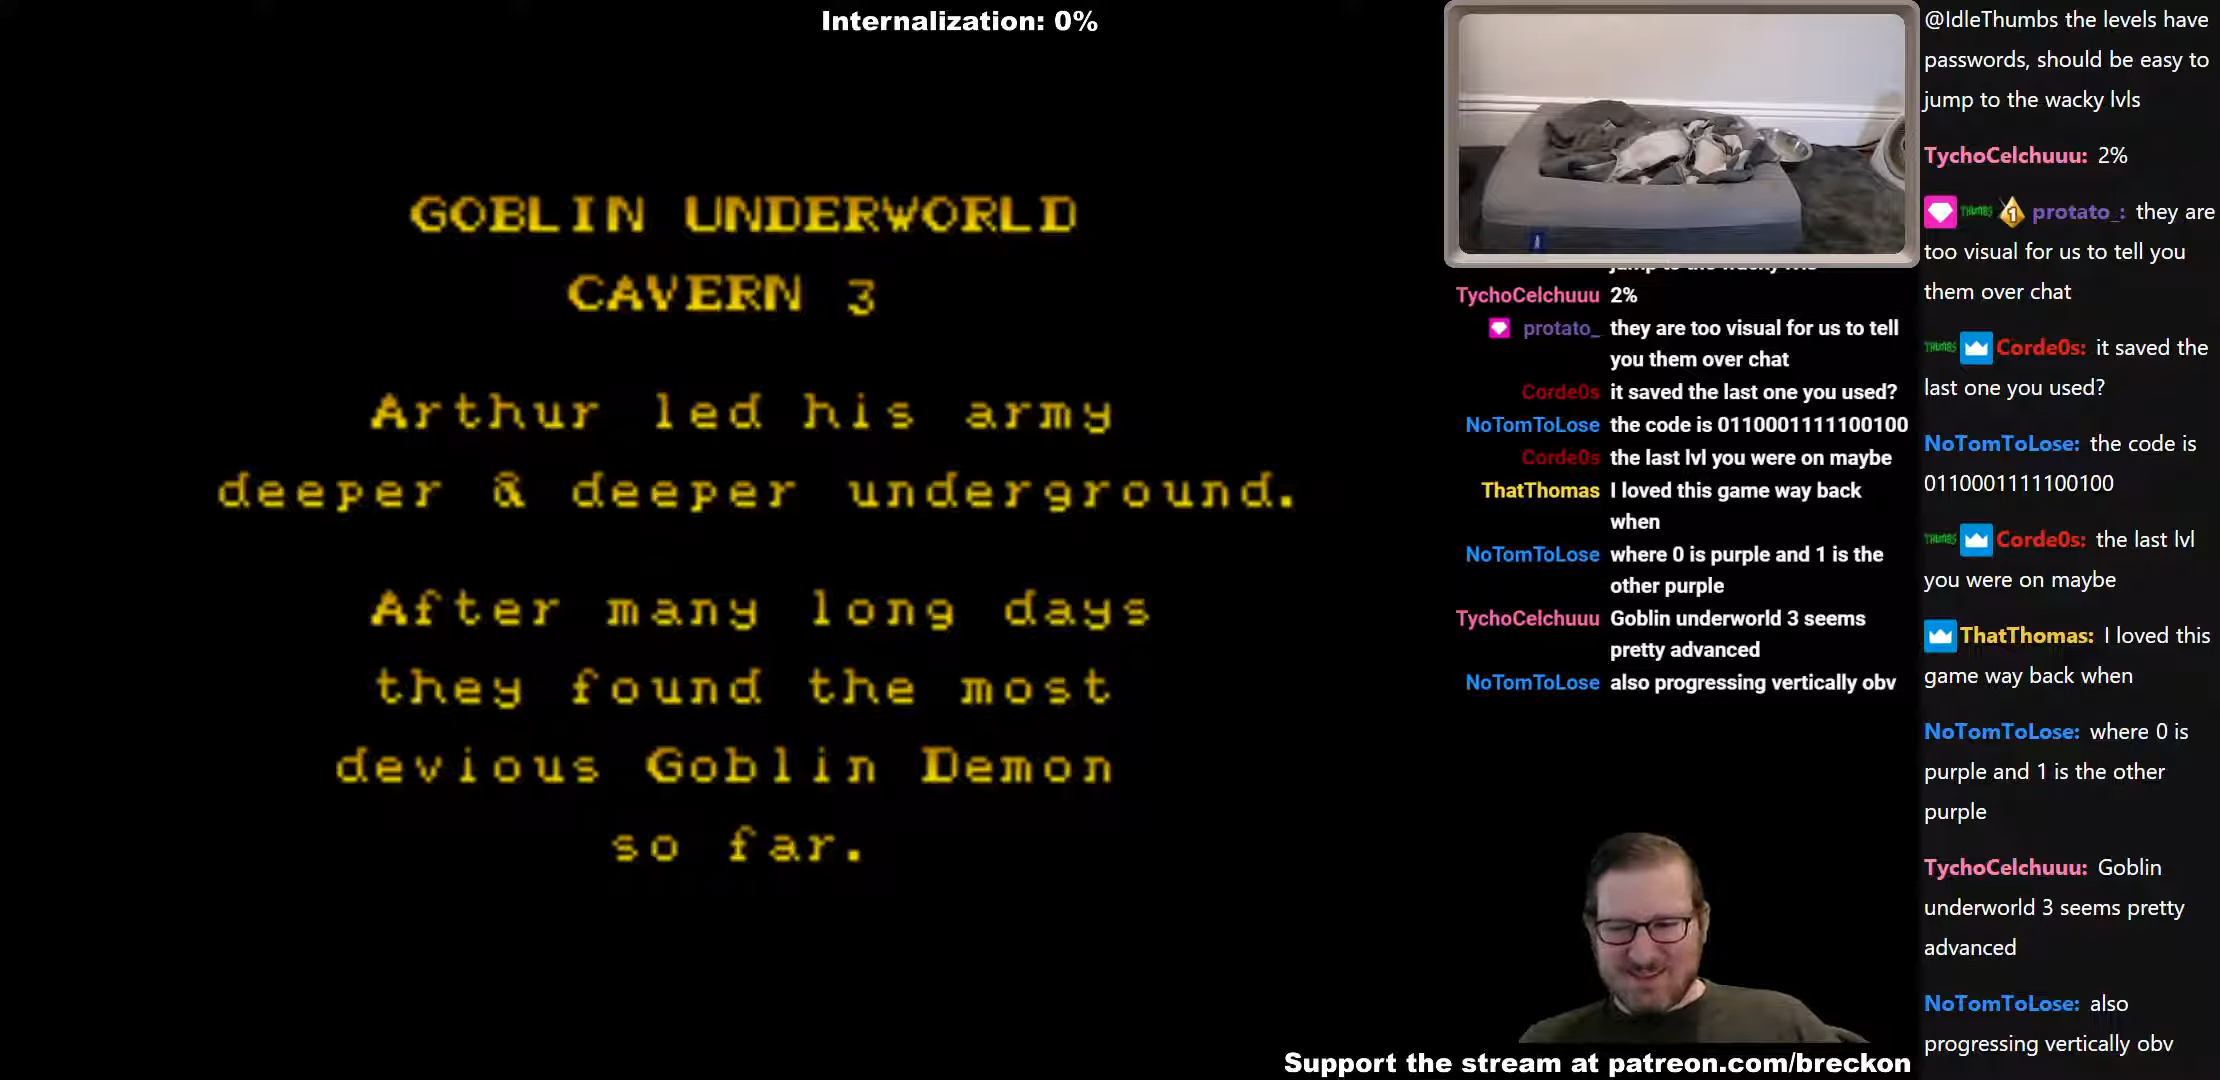 Internalization: 0%
GOBLIN UNDERWORLD
CAVERN 3
Arthur led his army
deeper & deeper underground.
After many long days
they found the most
devious Goblin Demon
so far.
TychoCelchuuu 2%
protato_ they are too visual for us to tell
you them over chat
Corde0s it saved the last one you used?
NoTomToLose the code is 0110001111100100
Corde0s the last lvl you were on maybe
ThatThomas I loved this game way back
when
NoTomToLose where 0 is purple and 1 is the
other purple
TychoCelchuuu Goblin underworld 3 seems
pretty advanced
NoTomToLose also progressing vertically obv
Support the stream at patreon.com/breckon
@IdleThumbs the levels have
passwords, should be easy to
jump to the wacky lvls
TychoCelchuuu: 2%
THUMBS 1 protato_: they are
too visual for us to tell you
them over chat
THUMBS Corde0s: it saved the
last one you used?
NoTomToLose: the code is
0110001111100100
THUMBS Corde0s: the last lvl
you were on maybe
ThatThomas: I loved this
game way back when
NoTomToLose: where 0 is
purple and 1 is the other
purple
TychoCelchuuu: Goblin
underworld 3 seems pretty
advanced
NoTomToLose: also
progressing vertically obv